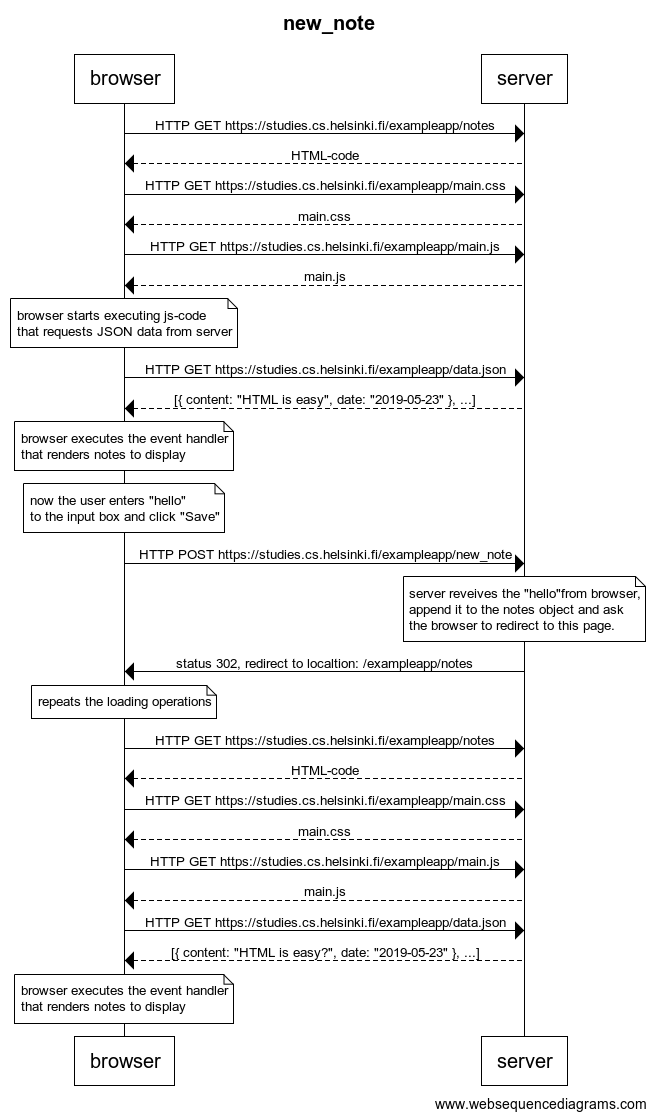 new_note
browser
server
HTTP GET https://studies.cs.helsinki.fi/exampleapp/notes
HTML-code
HTTP GET https://studies.cs.helsinki.fi/exampleapp/main.css
main.css
HTTP GET https://studies.cs.helsinki.fi/exampleapp/main.js
main.js
browser starts executing js-code
that requests JSON data from server
HTTP GET https://studies.cs.helsinki.fi/exampleapp/data.json
[{ content: "HTML is easy", date: "2019-05-23" }, ...]
browser executes the event handler
that renders notes to display
now the user enters "hello"
to the input box and click "Save"
HTTP POST https://studies.cs.helsinki.fi/exampleapp/new_note
server reveives the "hello"from browser,
append it to the notes object and ask
the browser to redirect to this page.
status 302, redirect to localtion: /exampleapp/notes
repeats the loading operations
HTTP GET https://studies.cs.helsinki.fi/exampleapp/notes
HTML-code
HTTP GET https://studies.cs.helsinki.fi/exampleapp/main.css
main.css
HTTP GET https://studies.cs.helsinki.fi/exampleapp/main.js
main.js
HTTP GET https://studies.cs.helsinki.fi/exampleapp/data.json
[{ content: "HTML is easy?", date: "2019-05-23" }, ...]
browser executes the event handler
that renders notes to display
browser
server
www.websequencediagrams.com